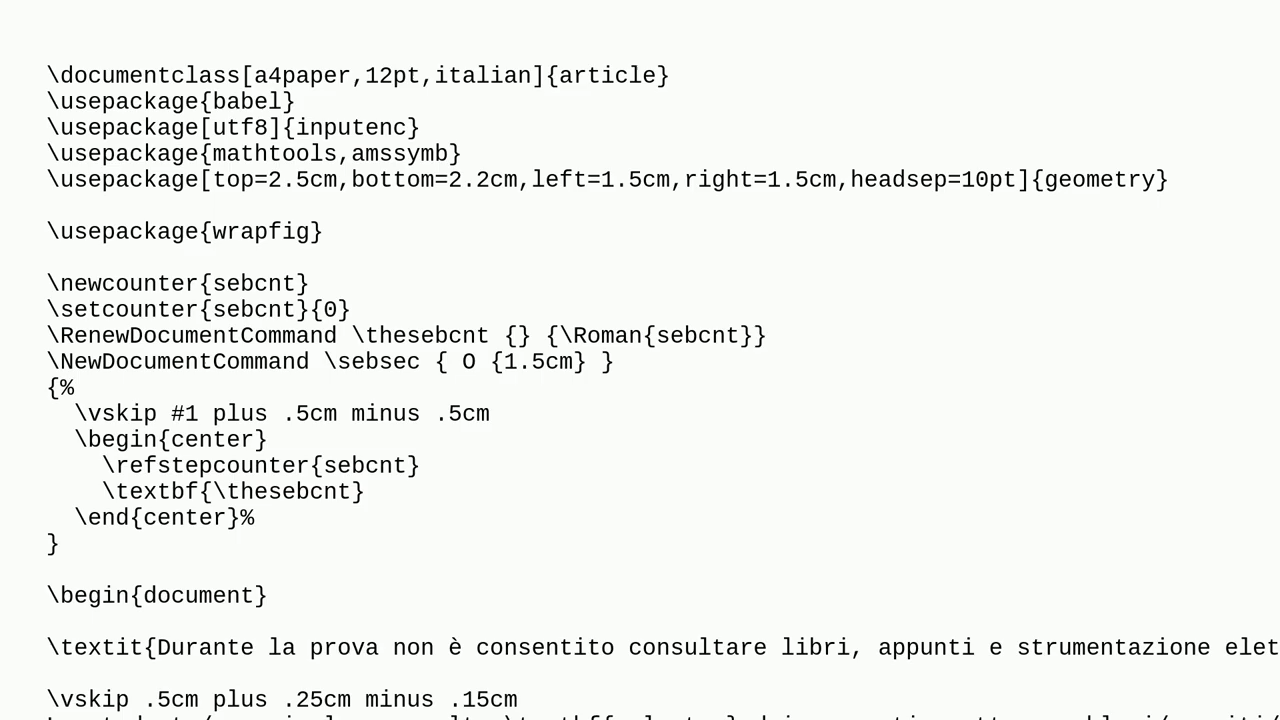 \documentclass[a4paper,12pt,italian]{article}
\usepackage{babel}
\usepackage[utf8]{inputenc}
\usepackage{mathtools,amssymb}
\usepackage[top=2.5cm,bottom=2.2cm,left=1.5cm,right=1.5cm,headsep=10pt]{geometry}
\usepackage{wrapfig}
\newcounter{sebcnt}
\setcounter{sebcnt}{0}
\RenewDocumentCommand \thesebcnt {} {\Roman{sebcnt}}
\NewDocumentCommand \sebsec { O {1.5cm} }
{%
  \vskip #1 plus .5cm minus .5cm
  \begin{center}
    \refstepcounter{sebcnt}
    \textbf{\thesebcnt}
  \end{center}%
}
\begin{document}
\textit{Durante la prova non è consentito consultare libri, appunti e strumentazione elet
\vskip .5cm plus .25cm minus .15cm